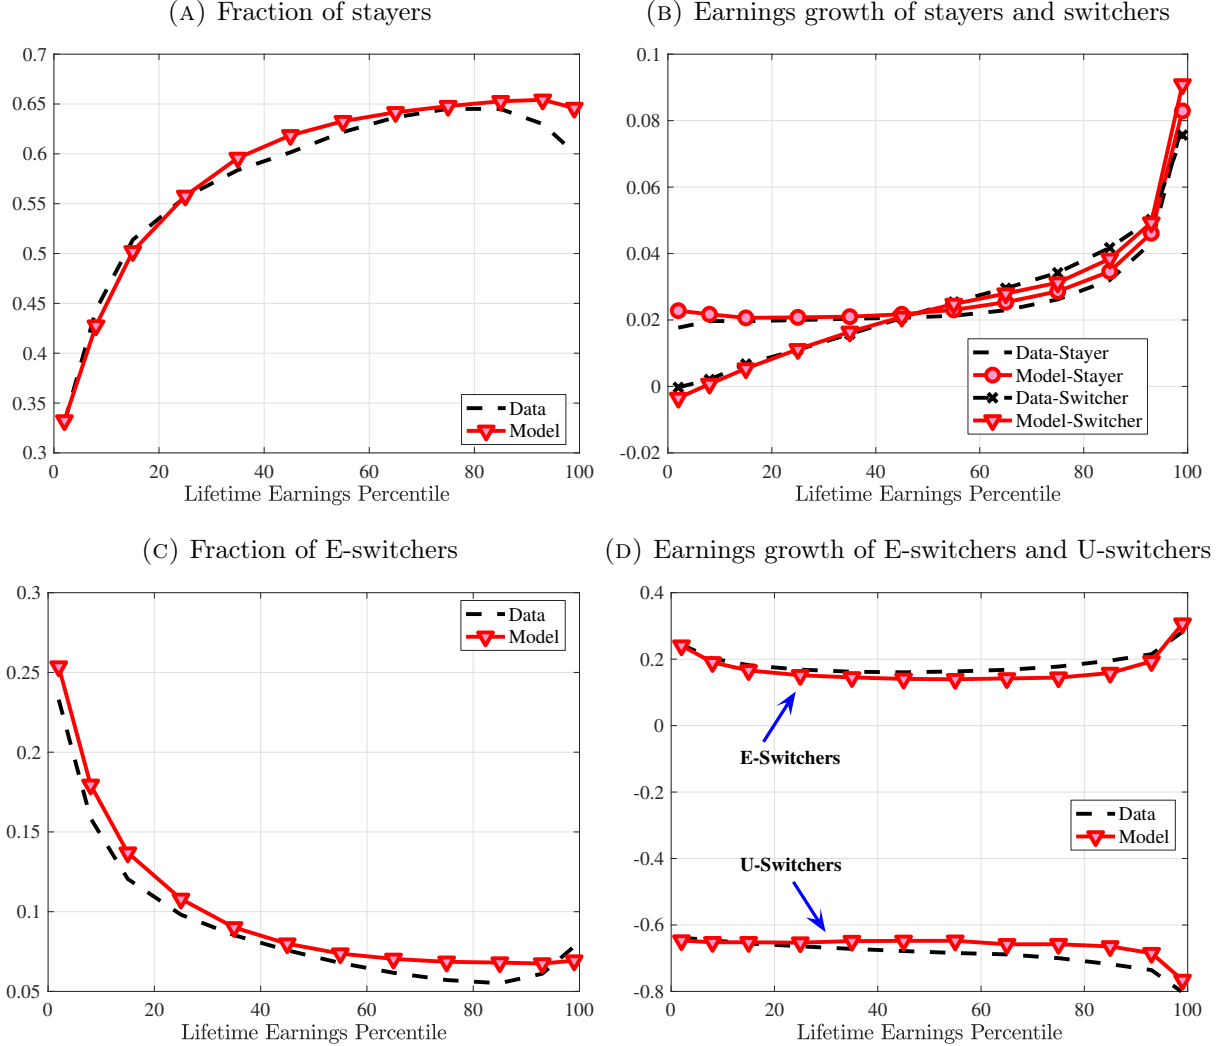 (A) Fraction of stayers
0.7
0.65
0.6
0.55
0.5
0.45
0.4
0.35
0.3
Data
Model
0 20 40 60 80 100
Lifetime Earnings Percentile
(B) Earnings growth of stayers and switchers
0.1
0.08
0.06
0.04
0.02
0
-0.02
Data-Stayer
Model-Stayer
Data-Switcher
Model-Switcher
0 20 40 60 80 100
Lifetime Earnings Percentile
(C) Fraction of E-switchers
0.3
0.25
0.2
0.15
0.1
0.05
Data
Model
0 20 40 60 80 100
Lifetime Earnings Percentile
(D) Earnings growth of E-switchers and U-switchers
0.4
0.2
0
-0.2
-0.4
-0.6
-0.8
E-Switchers
Data
Model
U-Switchers
0 20 40 60 80 100
Lifetime Earnings Percentile